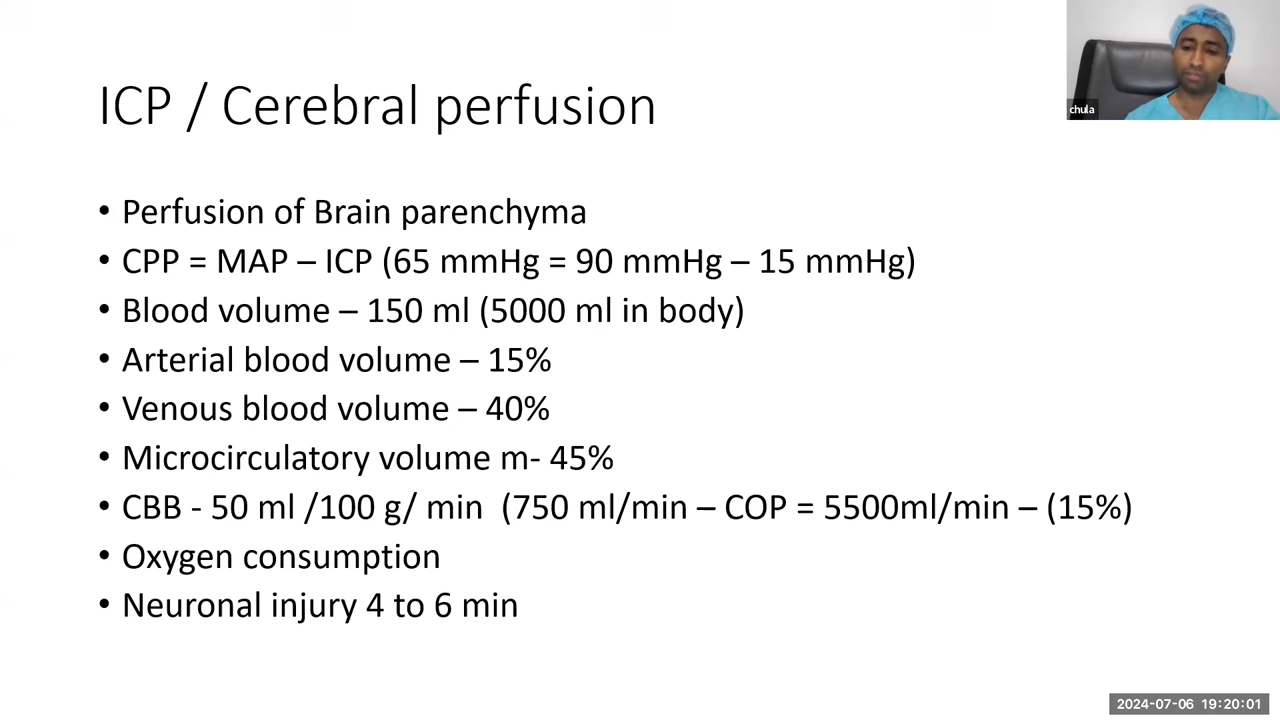 ICP / Cerebral perfusion
chula
• Perfusion of Brain parenchyma
• CPP = MAP – ICP (65 mmHg = 90 mmHg – 15 mmHg)
• Blood volume – 150 ml (5000 ml in body)
• Arterial blood volume – 15%
• Venous blood volume – 40%
• Microcirculatory volume m- 45%
• CBB - 50 ml /100 g/ min  (750 ml/min – COP = 5500ml/min – (15%)
• Oxygen consumption
• Neuronal injury 4 to 6 min
2024-07-06 19:20:01